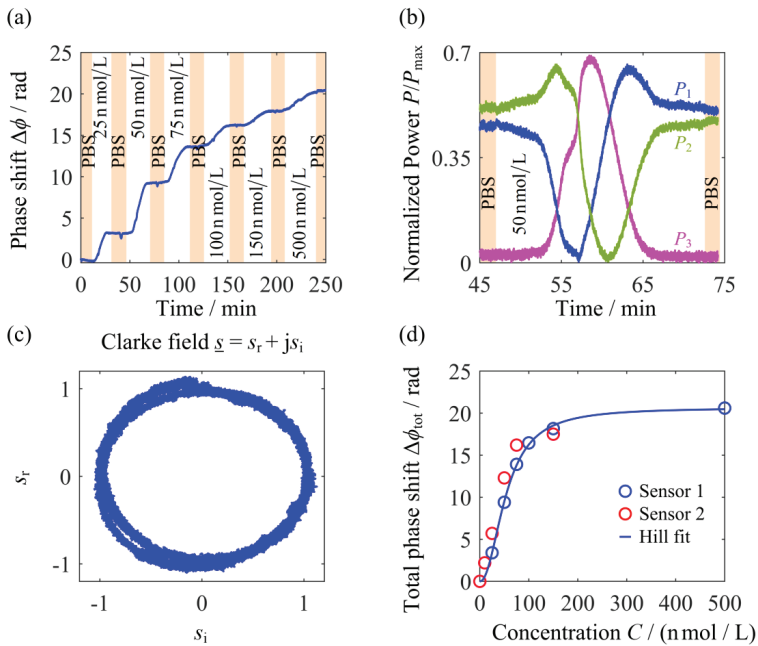 (a)
25
20
15
10
5
0
Phase shift Δϕ / rad
PBS
25 n mol/L
PBS
50 n mol/L
PBS
75 n mol/L
PBS
100 n mol/L
PBS
150 n mol/L
PBS
500 n mol/L
PBS
0 50 100 150 200 250
Time / min
(b)
0.7
0.35
0
Normalized Power P/Pmax
PBS
50 n mol/L
PBS
P1
P2
P3
45 55 65 75
Time / min
(c)
Clarke field s = sr + jsi
1
0
-1
sr
-1 0 1
si
(d)
25
20
15
10
5
0
Total phase shift Δϕtot / rad
Sensor 1
Sensor 2
Hill fit
0 100 200 300 400 500
Concentration C / (n mol / L)